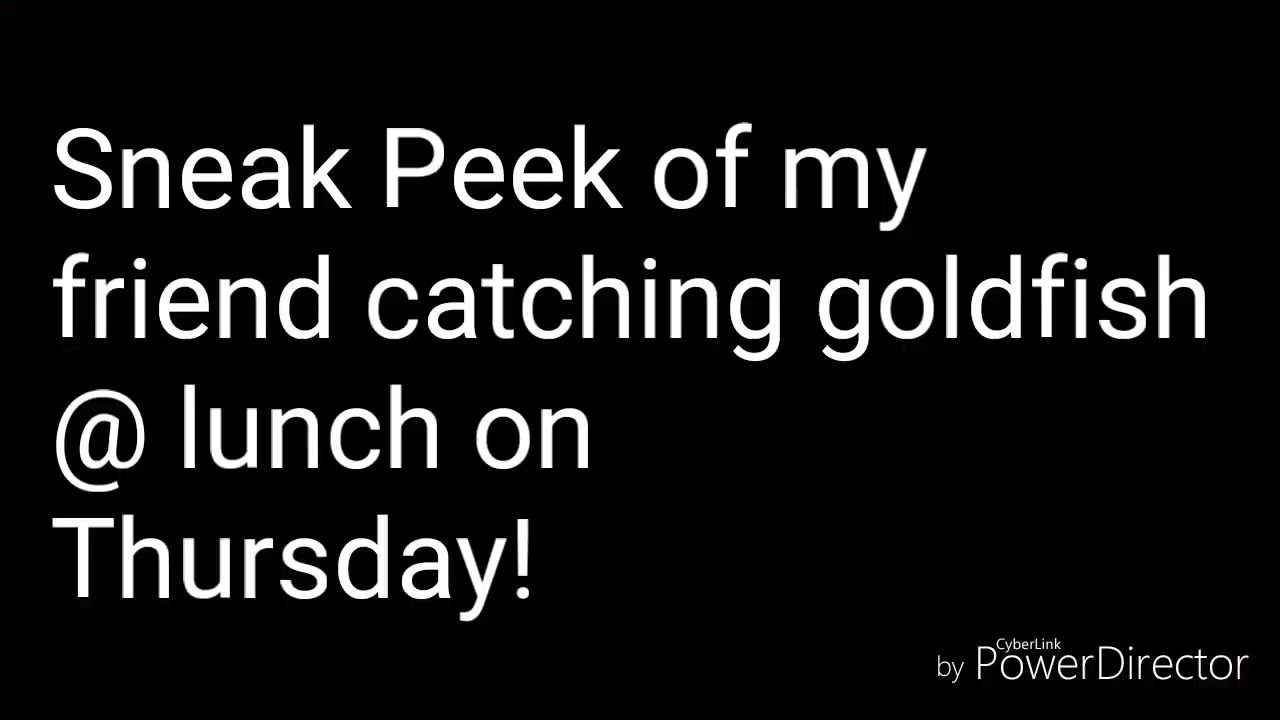 Sneak Peek of my
friend catching goldfish
@ lunch on
Thursday!
CyberLink
by PowerDirector